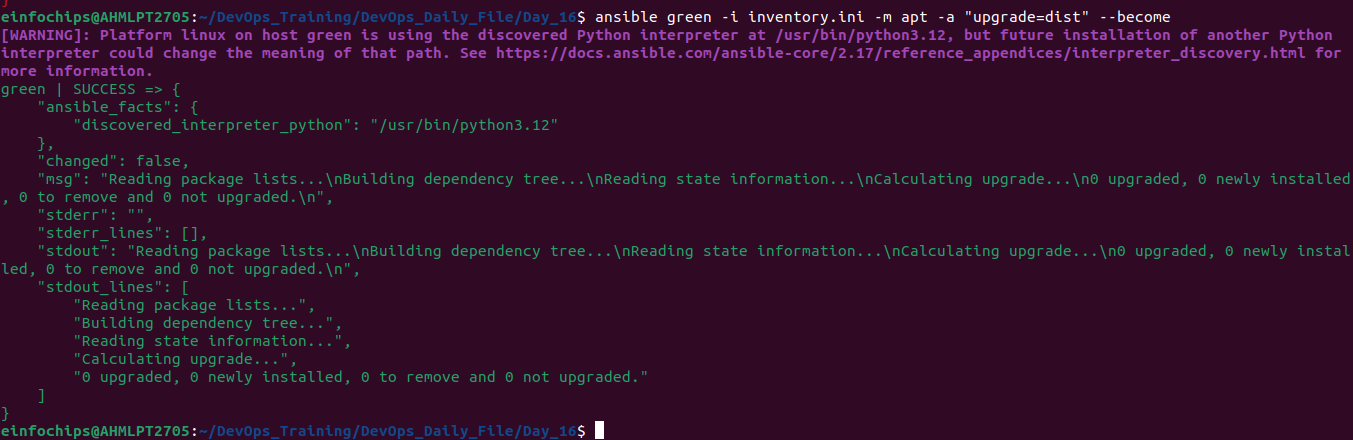 }
einfochips@AHMLPT2705:~/DevOps_Training/DevOps_Daily_File/Day_16$ ansible green -i inventory.ini -m apt -a "upgrade=dist" --become
[WARNING]: Platform linux on host green is using the discovered Python interpreter at /usr/bin/python3.12, but future installation of another Python
interpreter could change the meaning of that path. See https://docs.ansible.com/ansible-core/2.17/reference_appendices/interpreter_discovery.html for
more information.
green | SUCCESS => {
    "ansible_facts": {
        "discovered_interpreter_python": "/usr/bin/python3.12"
    },
    "changed": false,
    "msg": "Reading package lists...\nBuilding dependency tree...\nReading state information...\nCalculating upgrade...\n0 upgraded, 0 newly installed
, 0 to remove and 0 not upgraded.\n",
    "stderr": "",
    "stderr_lines": [],
    "stdout": "Reading package lists...\nBuilding dependency tree...\nReading state information...\nCalculating upgrade...\n0 upgraded, 0 newly instal
led, 0 to remove and 0 not upgraded.\n",
    "stdout_lines": [
        "Reading package lists...",
        "Building dependency tree...",
        "Reading state information...",
        "Calculating upgrade...",
        "0 upgraded, 0 newly installed, 0 to remove and 0 not upgraded."
    ]
}
einfochips@AHMLPT2705:~/DevOps_Training/DevOps_Daily_File/Day_16$